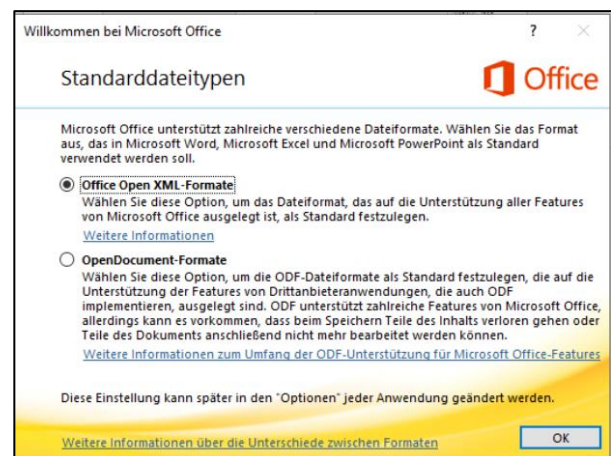 Willkommen bei Microsoft Office
?
Standarddateitypen
Office
Microsoft Office unterstützt zahlreiche verschiedene Dateiformate. Wählen Sie das Format
aus, das in Microsoft Word, Microsoft Excel und Microsoft PowerPoint als Standard
verwendet werden soll.
Office Open XML-Formate
Wählen Sie diese Option, um das Dateiformat, das auf die Unterstützung aller Features
von Microsoft Office ausgelegt ist, als Standard festzulegen.
Weitere Informationen
OpenDocument-Formate
Wählen Sie diese Option, um die ODF-Dateiformate als Standard festzulegen, die auf die
Unterstützung der Features von Drittanbieteranwendungen, die auch ODF
implementieren, ausgelegt sind. ODF unterstützt zahlreiche Features von Microsoft Office,
allerdings kann es vorkommen, dass beim Speichern Teile des Inhalts verloren gehen oder
Teile des Dokuments anschließend nicht mehr bearbeitet werden können.
Weitere Informationen zum Umfang der ODF-Unterstützung für Microsoft Office-Features
Diese Einstellung kann später in den "Optionen" jeder Anwendung geändert werden.
Weitere Informationen über die Unterschiede zwischen Formaten
OK